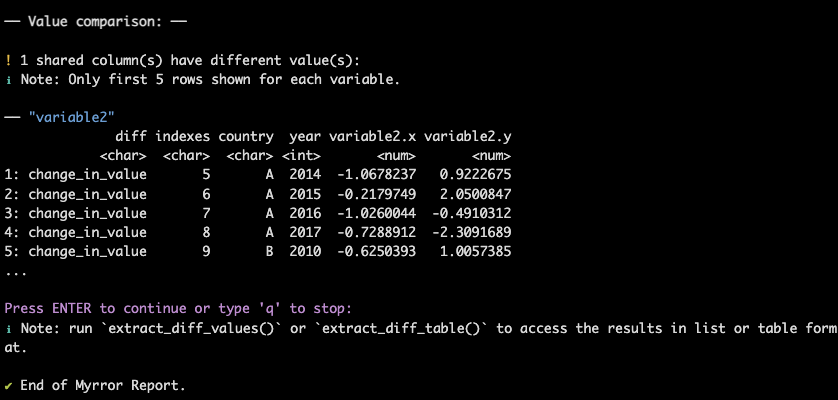 ── Value comparison: ──
! 1 shared column(s) have different value(s):
ℹ Note: Only first 5 rows shown for each variable.
── "variable2"
diff indexes country year variable2.x variable2.y
<char> <char> <char> <int> <num> <num>
1: change_in_value 5 A 2014 -1.0678237 0.9222675
2: change_in_value 6 A 2015 -0.2179749 2.0500847
3: change_in_value 7 A 2016 -1.0260044 -0.4910312
4: change_in_value 8 A 2017 -0.7288912 -2.3091689
5: change_in_value 9 B 2010 -0.6250393 1.0057385
...
Press ENTER to continue or type 'q' to stop:
ℹ Note: run `extract_diff_values()` or `extract_diff_table()` to access the results in list or table form
at.
✔ End of Myrror Report.